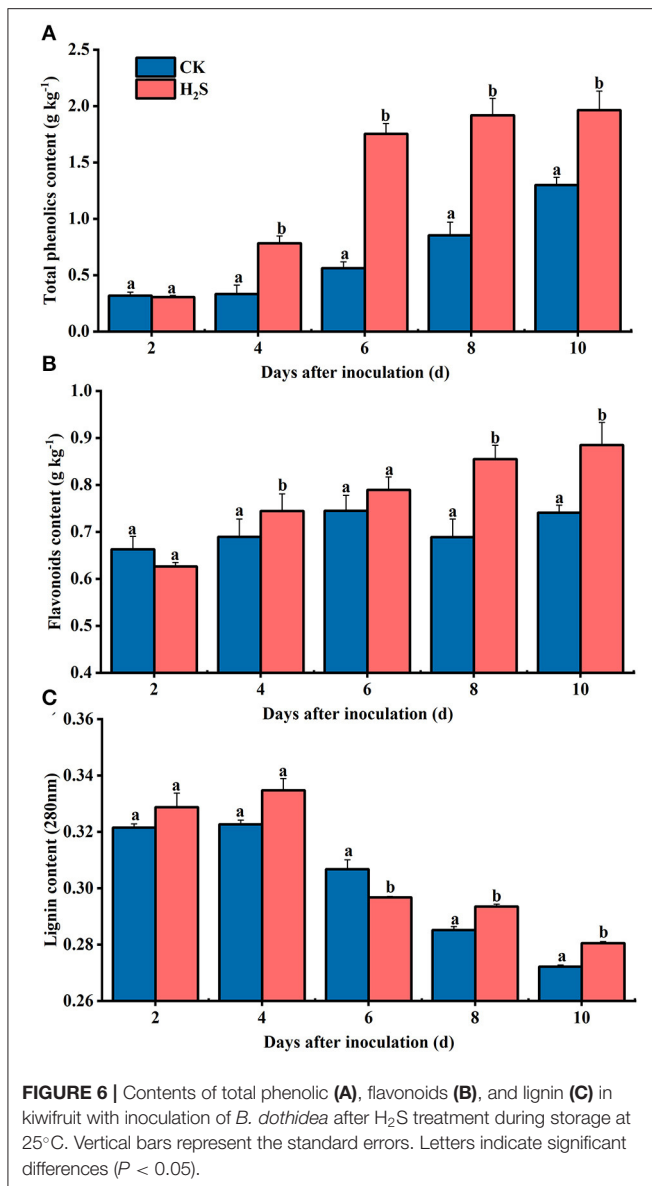 A
CK
H₂S
Total phenolics content (g kg⁻¹)
2.5
2.0
1.5
1.0
0.5
0.0
a a a b a b a b a b
2 4 6 8 10
Days after inoculation (d)
B
Flavonoids content (g kg⁻¹)
1.0
0.9
0.8
0.7
0.6
0.5
0.4
a a a b a a a b a b
2 4 6 8 10
Days after inoculation (d)
C
`
Lignin content (280nm)
0.36
0.34
0.32
0.30
0.28
0.26
a a a a a b a b a b
2 4 6 8 10
Days after inoculation (d)
FIGURE 6 | Contents of total phenolic (A), flavonoids (B), and lignin (C) in
kiwifruit with inoculation of B. dothidea after H₂S treatment during storage at
25°C. Vertical bars represent the standard errors. Letters indicate significant
differences (P < 0.05).